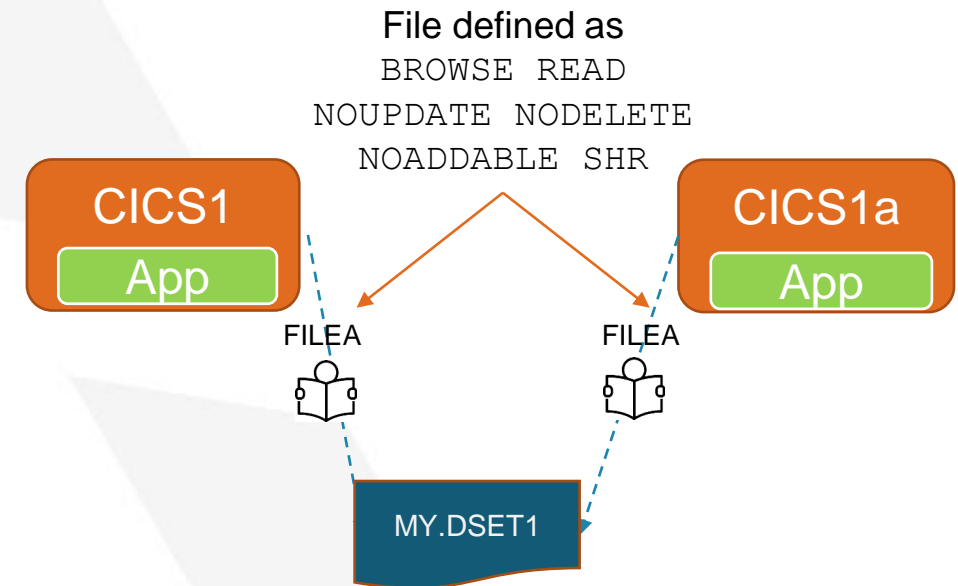 File defined as
BROWSE READ
NOUPDATE NODELETE
NOADDABLE SHR
CICS1
App
CICS1a
App
FILEA
FILEA
MY.DSET1